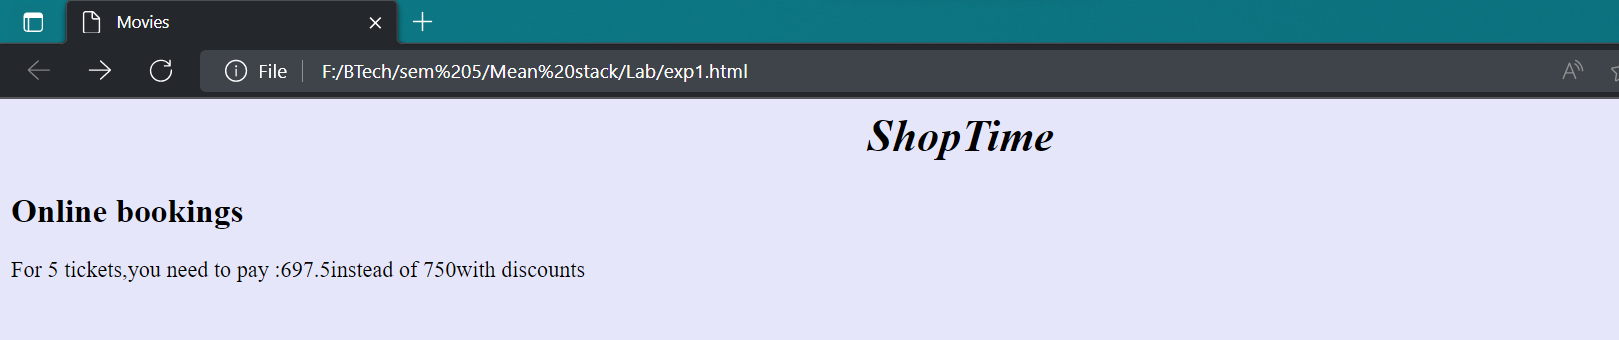 Movies
File F:/BTech/sem%205/Mean%20stack/Lab/exp1.html
ShopTime
Online bookings
For 5 tickets,you need to pay :697.5instead of 750with discounts